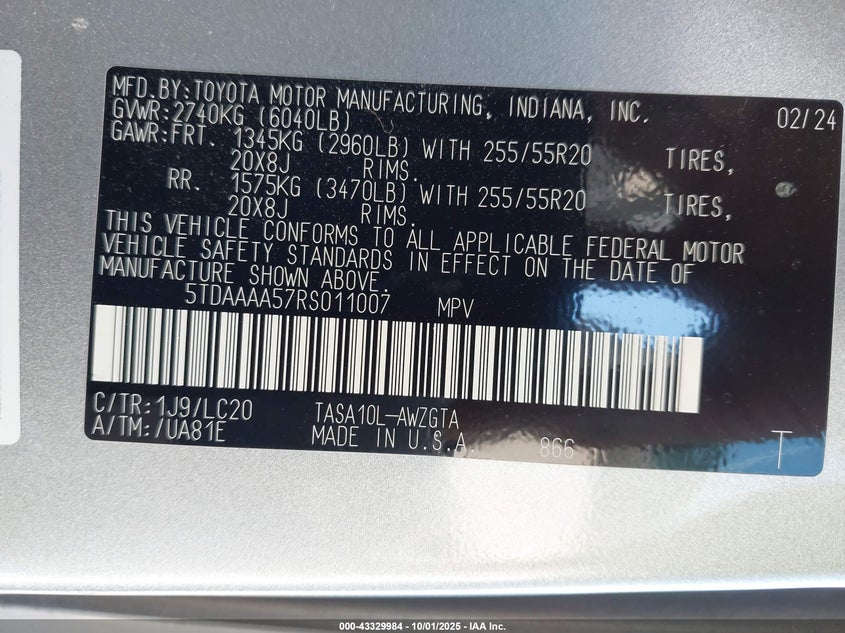 MFD.BY:TOYOTA MOTOR MANUFACTURING, INDIANA, INC. 02/24
GVWR:2740KG (6040LB)
GAWR:FRT. 1345KG (2960LB) WITH 255/55R20 TIRES,
20X8J RIMS.
RR. 1575KG (3470LB) WITH 255/55R20 TIRES,
20X8J RIMS.
THIS VEHICLE CONFORMS TO ALL APPLICABLE FEDERAL MOTOR
VEHICLE SAFETY STANDARDS IN EFFECT ON THE DATE OF
MANUFACTURE SHOWN ABOVE.
5TDAAAA57RS011007 MPV
C/TR:1J9/LC20 TASA10L-AWZGTA
A/TM:/UA81E MADE IN U.S.A. 866 T
000-43329984 - 10/01/2025 - IAA Inc.